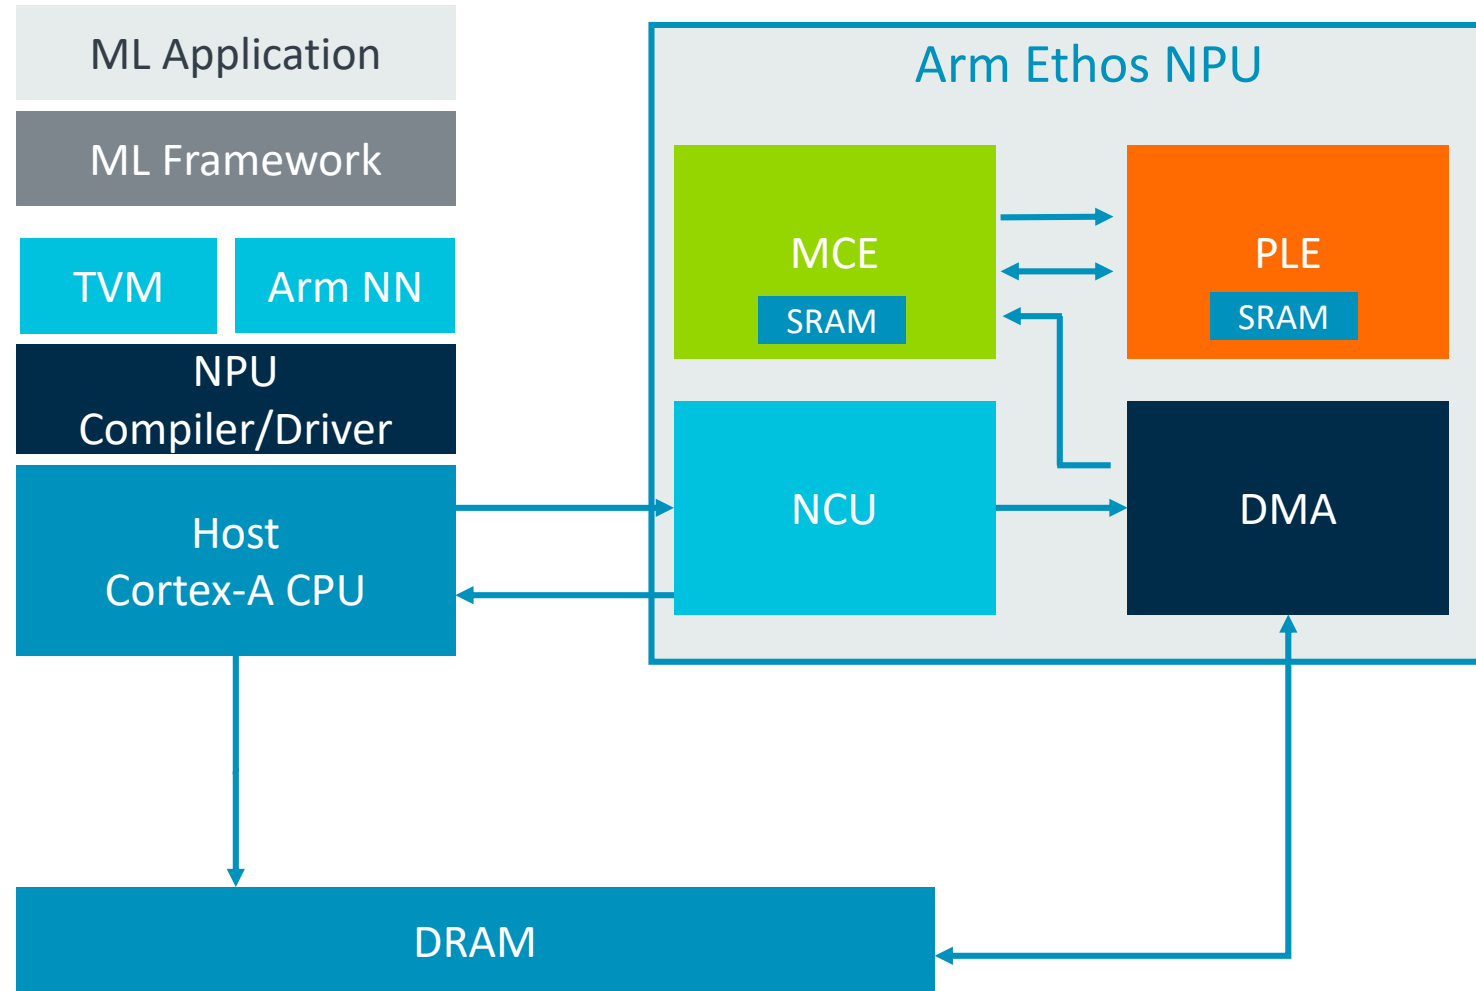 ML Application
ML Framework
TVM
Arm NN
NPU
Compiler/Driver
Host
Cortex-A CPU
DRAM
Arm Ethos NPU
MCE
SRAM
PLE
SRAM
NCU
DMA